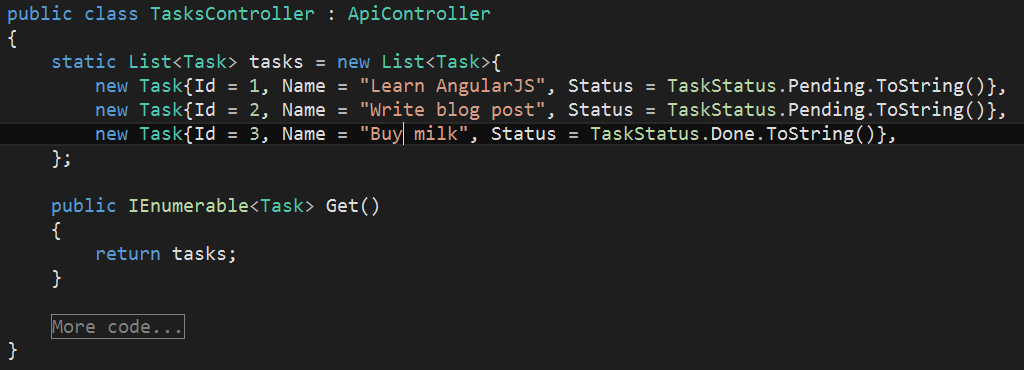 public class TasksController : ApiController
{
    static List<Task> tasks = new List<Task>{
        new Task{Id = 1, Name = "Learn AngularJS", Status = TaskStatus.Pending.ToString()},
        new Task{Id = 2, Name = "Write blog post", Status = TaskStatus.Pending.ToString()},
        new Task{Id = 3, Name = "Buy milk", Status = TaskStatus.Done.ToString()},
    };

    public IEnumerable<Task> Get()
    {
        return tasks;
    }

    More code...
}